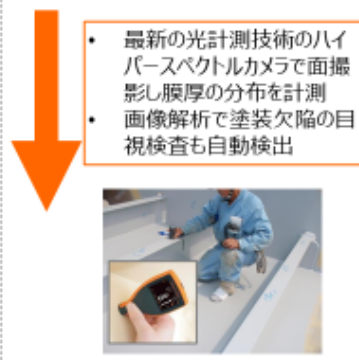 • 最新の光計測技術のハイ
パースペクトルカメラで面撮
影し膜厚の分布を計測
• 画像解析で塗装欠陥の目
視検査も自動検出